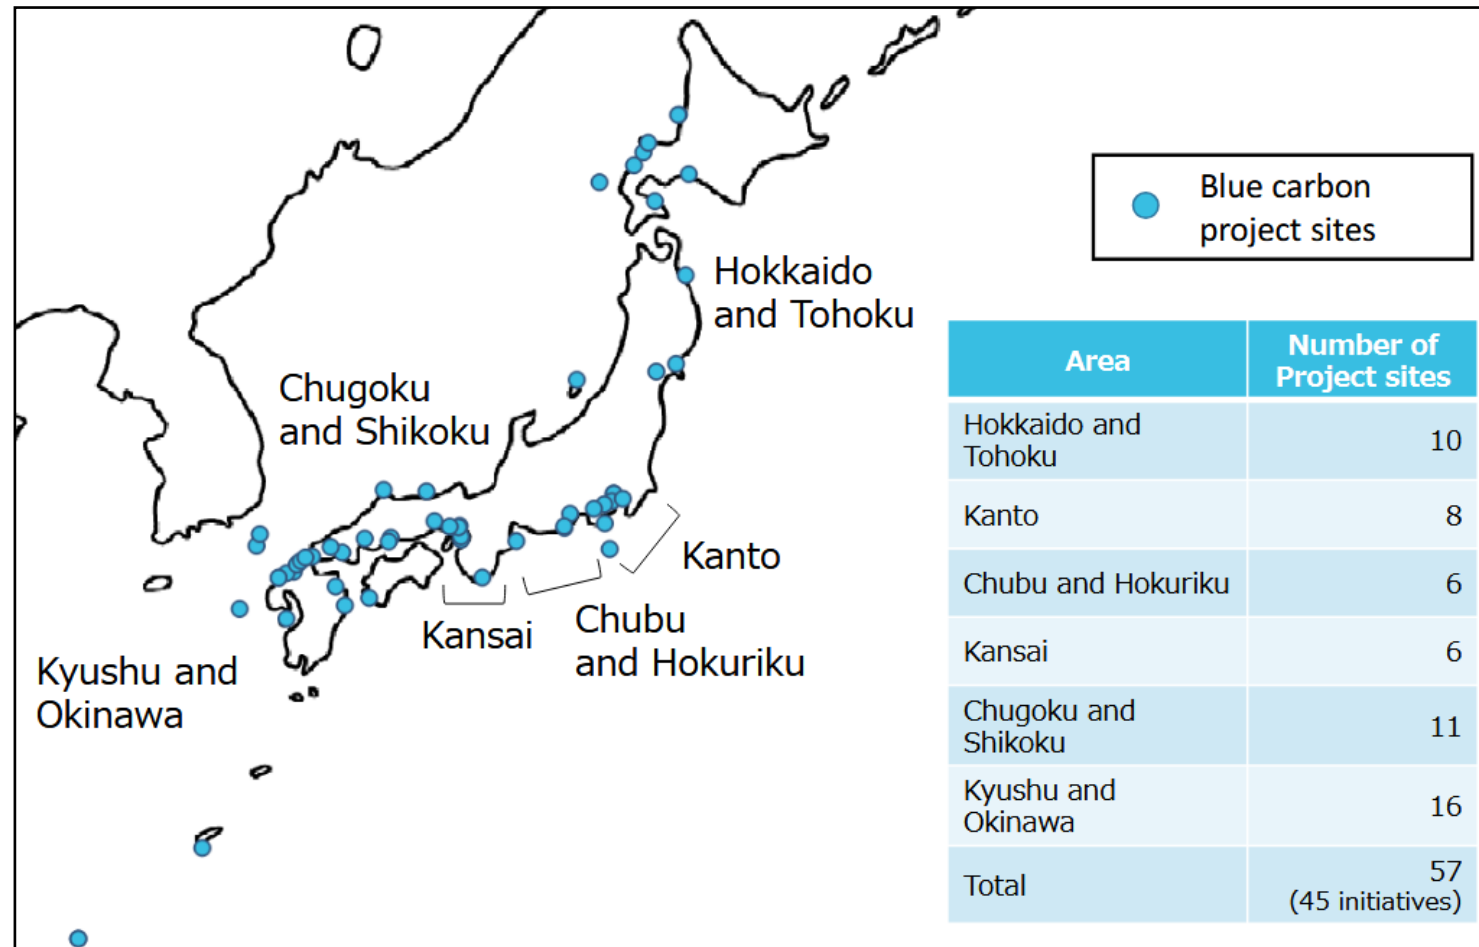 Blue carbon
project sites
Hokkaido
and Tohoku
Chugoku
and Shikoku
Kanto
Kansai
Chubu
and Hokuriku
Kyushu and
Okinawa
Area
Number of
Project sites
Hokkaido and
Tohoku
10
Kanto
8
Chubu and Hokuriku
6
Kansai
6
Chugoku and
Shikoku
11
Kyushu and
Okinawa
16
Total
57
(45 initiatives)